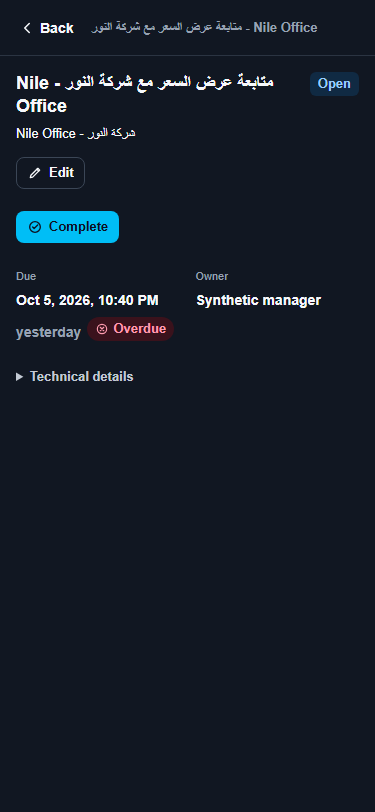 Back
متابعة عرض السعر مع شركة النور - Nile Office
متابعة عرض السعر مع شركة النور - Nile
Office
Open
شركة النور - Nile Office
Edit
Complete
Due
Owner
Oct 5, 2026, 10:40 PM
Synthetic manager
yesterday
Overdue
Technical details